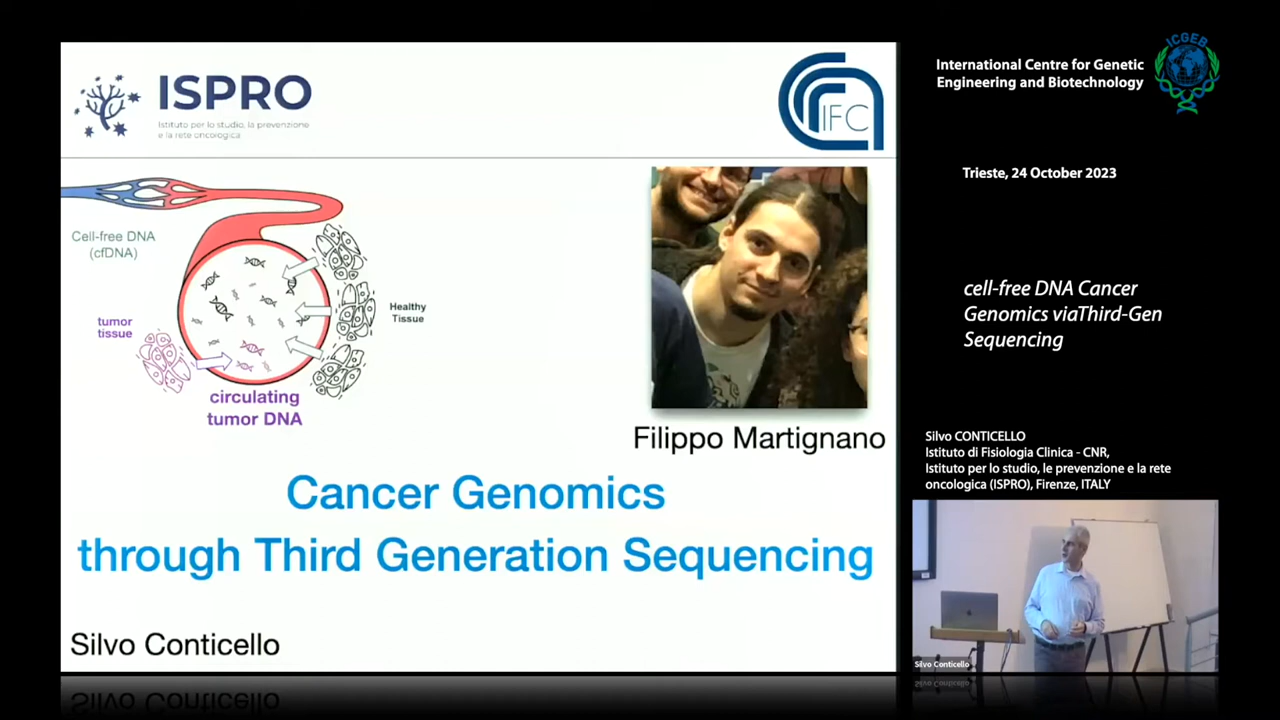 ISPRO
Istituto per lo studio, la prevenzione
e la rete oncologica
IFC
Cell-free DNA
(cfDNA)
tumor
tissue
Healthy
Tissue
circulating
tumor DNA
Filippo Martignano
Cancer Genomics
through Third Generation Sequencing
Silvo Conticello
International Centre for Genetic
Engineering and Biotechnology
ICGEB
Trieste, 24 October 2023
cell-free DNA Cancer
Genomics viaThird-Gen
Sequencing
Silvo CONTICELLO
Istituto di Fisiologia Clinica - CNR,
Istituto per lo studio, le prevenzione e la rete
oncologica (ISPRO), Firenze, ITALY
Silvo Conticello